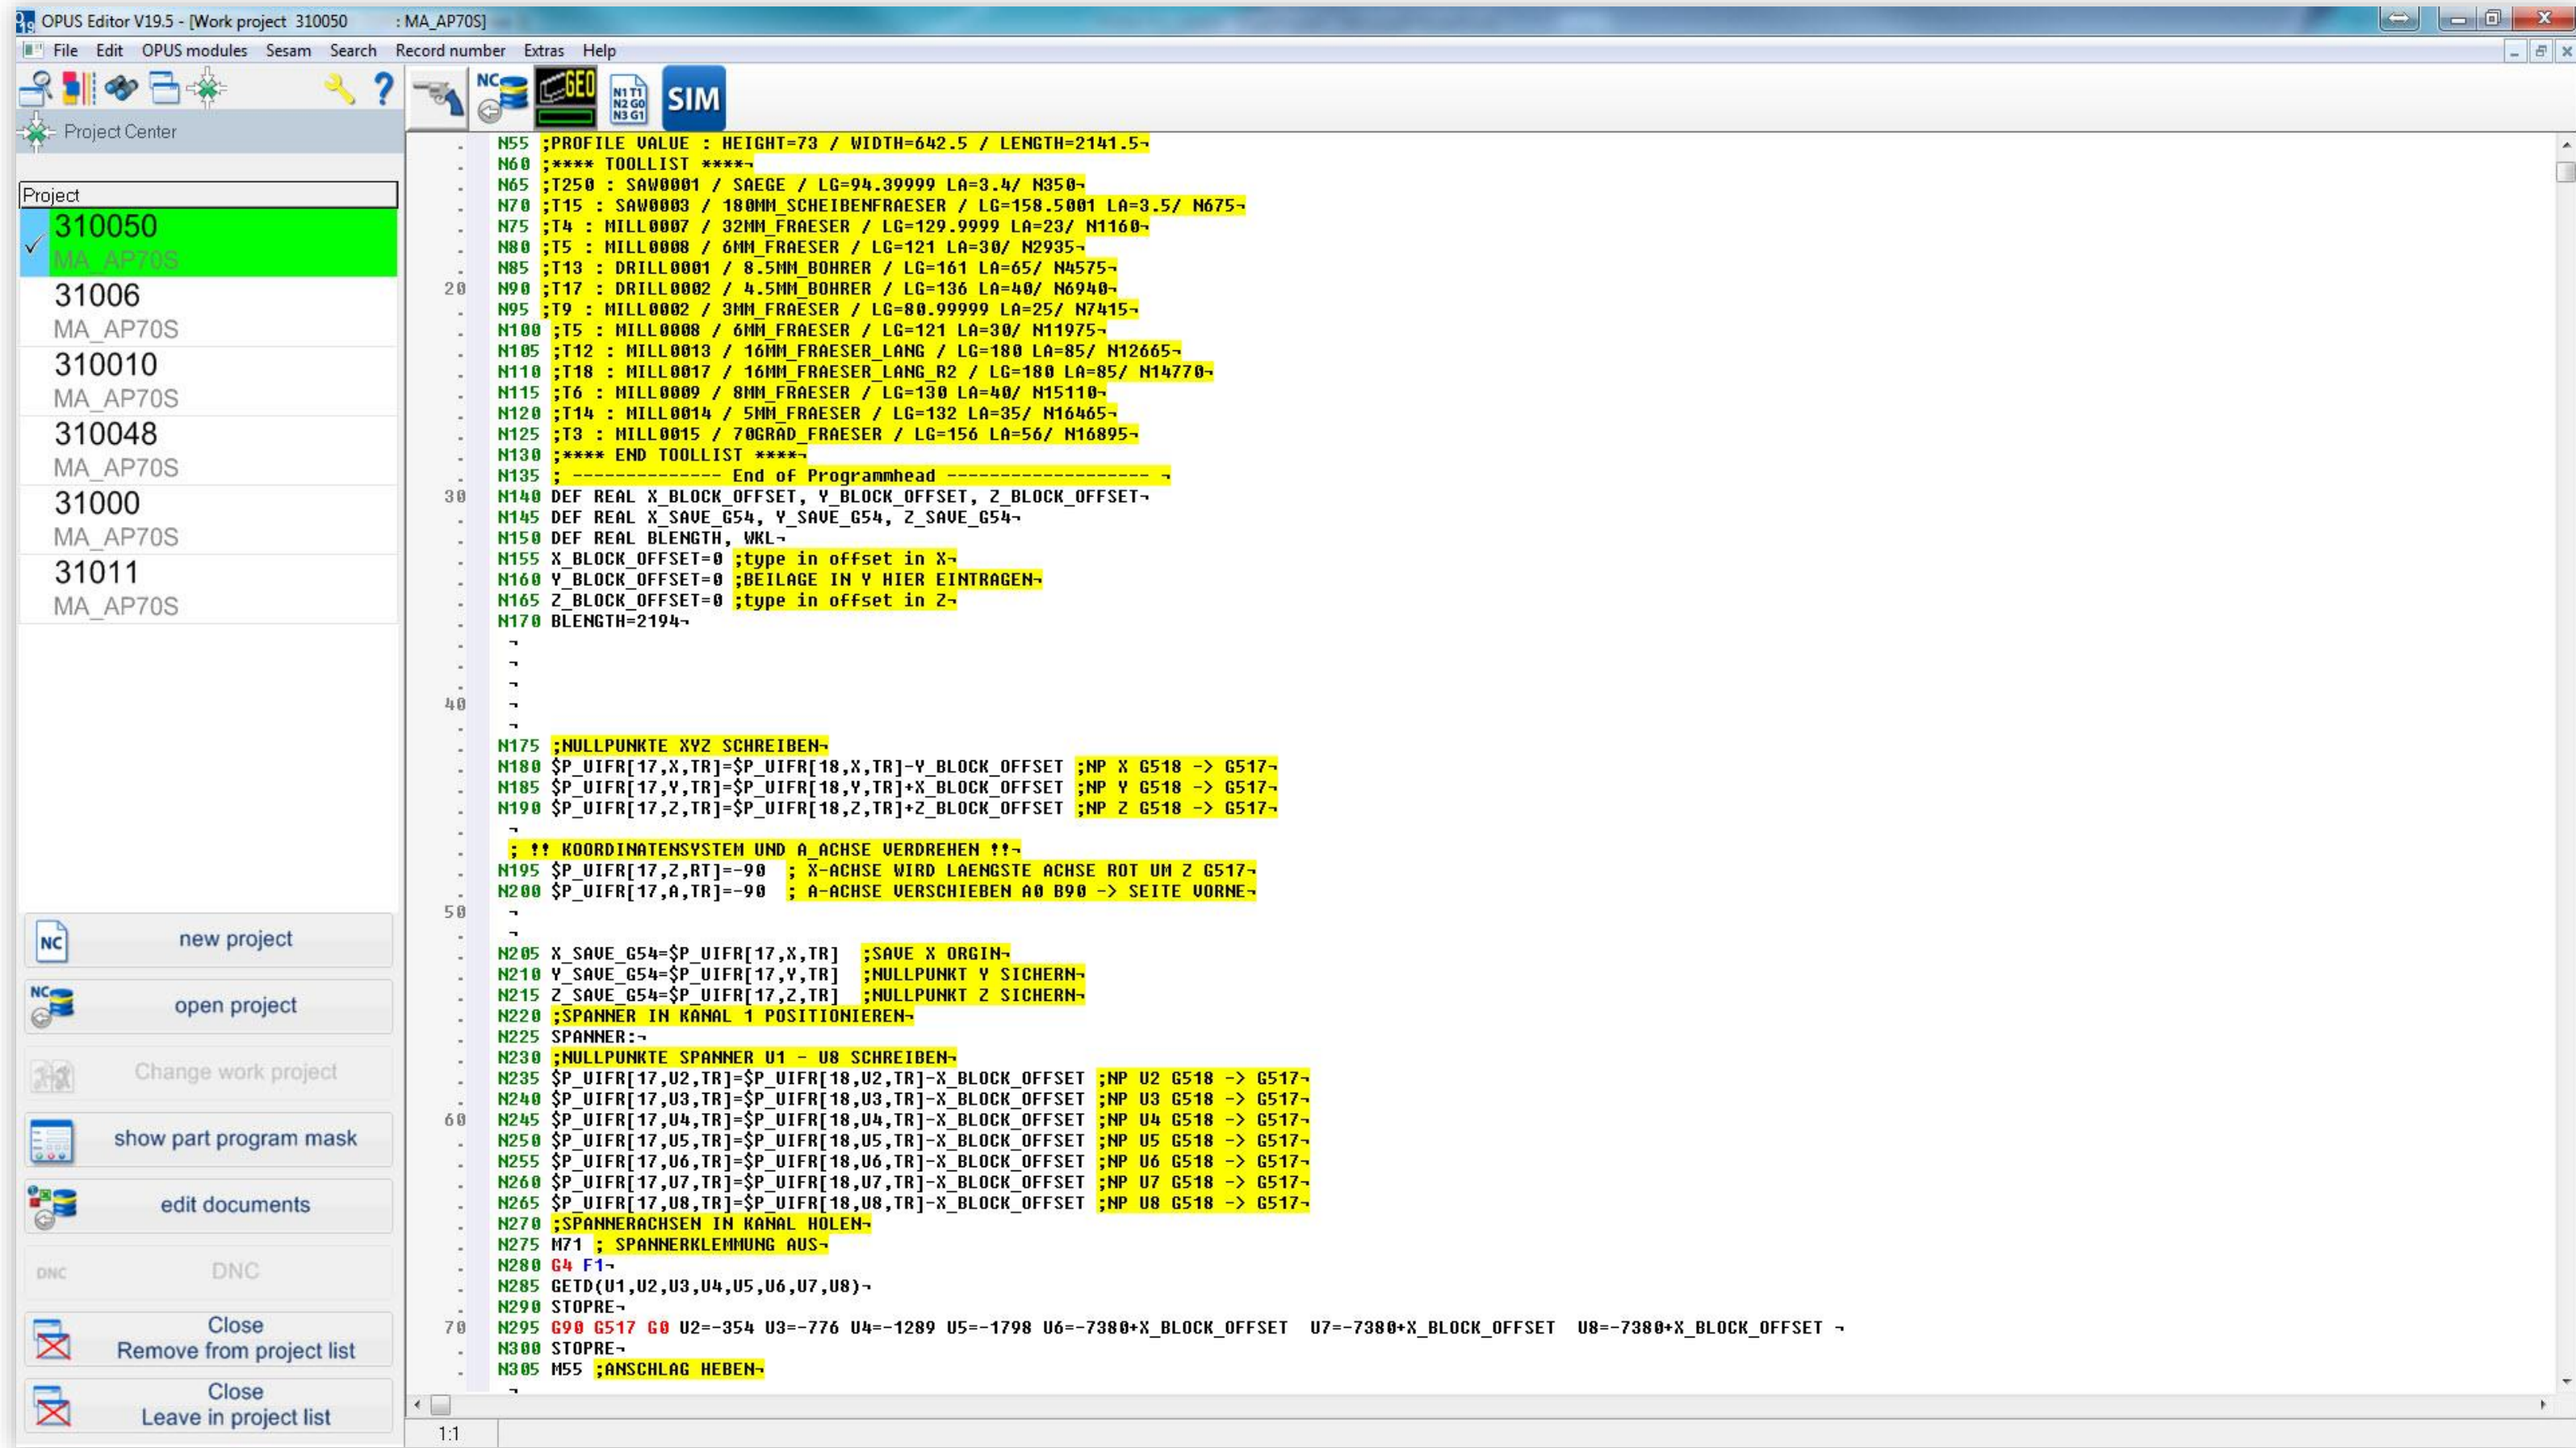 OPUS Editor V19.5 - [Work project 310050 : MA_AP70S]
File Edit OPUS modules Sesam Search Record number Extras Help
NC GEO N1 T1 N2 G0 N3 G1 SIM
Project Center
Project
310050
MA_AP70S
31006
MA_AP70S
310010
MA_AP70S
310048
MA_AP70S
31000
MA_AP70S
31011
MA_AP70S
NC new project
NC open project
Change work project
show part program mask
edit documents
DNC DNC
Close
Remove from project list
Close
Leave in project list
N55 ;PROFILE VALUE : HEIGHT=73 / WIDTH=642.5 / LENGTH=2141.5¬
N60 ;**** TOOLLIST ****¬
N65 ;T250 : SAW0001 / SAEGE / LG=94.39999 LA=3.4/ N350¬
N70 ;T15 : SAW0003 / 180MM_SCHEIBENFRAESER / LG=158.5001 LA=3.5/ N675¬
N75 ;T4 : MILL0007 / 32MM_FRAESER / LG=129.9999 LA=23/ N1160¬
N80 ;T5 : MILL0008 / 6MM_FRAESER / LG=121 LA=30/ N2935¬
N85 ;T13 : DRILL0001 / 8.5MM_BOHRER / LG=161 LA=65/ N4575¬
20 N90 ;T17 : DRILL0002 / 4.5MM_BOHRER / LG=136 LA=40/ N6940¬
N95 ;T9 : MILL0002 / 3MM_FRAESER / LG=80.99999 LA=25/ N7415¬
N100 ;T5 : MILL0008 / 6MM_FRAESER / LG=121 LA=30/ N11975¬
N105 ;T12 : MILL0013 / 16MM_FRAESER_LANG / LG=180 LA=85/ N12665¬
N110 ;T18 : MILL0017 / 16MM_FRAESER_LANG_R2 / LG=180 LA=85/ N14770¬
N115 ;T6 : MILL0009 / 8MM_FRAESER / LG=130 LA=40/ N15110¬
N120 ;T14 : MILL0014 / 5MM_FRAESER / LG=132 LA=35/ N16465¬
N125 ;T3 : MILL0015 / 70GRAD_FRAESER / LG=156 LA=56/ N16895¬
N130 ;**** END TOOLLIST ****¬
N135 ; -------------- End of Programmhead ------------------- ¬
30 N140 DEF REAL X_BLOCK_OFFSET, Y_BLOCK_OFFSET, Z_BLOCK_OFFSET¬
N145 DEF REAL X_SAVE_G54, Y_SAVE_G54, Z_SAVE_G54¬
N150 DEF REAL BLENGTH, WKL¬
N155 X_BLOCK_OFFSET=0 ;type in offset in X¬
N160 Y_BLOCK_OFFSET=0 ;BEILAGE IN Y HIER EINTRAGEN¬
N165 Z_BLOCK_OFFSET=0 ;type in offset in Z¬
N170 BLENGTH=2194¬
¬
¬
¬
40 ¬
¬
N175 ;NULLPUNKTE XYZ SCHREIBEN¬
N180 $P_UIFR[17,X,TR]=$P_UIFR[18,X,TR]-Y_BLOCK_OFFSET ;NP X G518 -> G517¬
N185 $P_UIFR[17,Y,TR]=$P_UIFR[18,Y,TR]+X_BLOCK_OFFSET ;NP Y G518 -> G517¬
N190 $P_UIFR[17,Z,TR]=$P_UIFR[18,Z,TR]+Z_BLOCK_OFFSET ;NP Z G518 -> G517¬
¬
; !! KOORDINATENSYSTEM UND A_ACHSE VERDREHEN !!¬
N195 $P_UIFR[17,Z,RT]=-90 ; X-ACHSE WIRD LAENGSTE ACHSE ROT UM Z G517¬
N200 $P_UIFR[17,A,TR]=-90 ; A-ACHSE VERSCHIEBEN A0 B90 -> SEITE VORNE¬
50 ¬
¬
N205 X_SAVE_G54=$P_UIFR[17,X,TR] ;SAVE X ORGIN¬
N210 Y_SAVE_G54=$P_UIFR[17,Y,TR] ;NULLPUNKT Y SICHERN¬
N215 Z_SAVE_G54=$P_UIFR[17,Z,TR] ;NULLPUNKT Z SICHERN¬
N220 ;SPANNER IN KANAL 1 POSITIONIEREN¬
N225 SPANNER:¬
N230 ;NULLPUNKTE SPANNER U1 - U8 SCHREIBEN¬
N235 $P_UIFR[17,U2,TR]=$P_UIFR[18,U2,TR]-X_BLOCK_OFFSET ;NP U2 G518 -> G517¬
N240 $P_UIFR[17,U3,TR]=$P_UIFR[18,U3,TR]-X_BLOCK_OFFSET ;NP U3 G518 -> G517¬
60 N245 $P_UIFR[17,U4,TR]=$P_UIFR[18,U4,TR]-X_BLOCK_OFFSET ;NP U4 G518 -> G517¬
N250 $P_UIFR[17,U5,TR]=$P_UIFR[18,U5,TR]-X_BLOCK_OFFSET ;NP U5 G518 -> G517¬
N255 $P_UIFR[17,U6,TR]=$P_UIFR[18,U6,TR]-X_BLOCK_OFFSET ;NP U6 G518 -> G517¬
N260 $P_UIFR[17,U7,TR]=$P_UIFR[18,U7,TR]-X_BLOCK_OFFSET ;NP U7 G518 -> G517¬
N265 $P_UIFR[17,U8,TR]=$P_UIFR[18,U8,TR]-X_BLOCK_OFFSET ;NP U8 G518 -> G517¬
N270 ;SPANNERACHSEN IN KANAL HOLEN¬
N275 M71 ; SPANNERKLEMMUNG AUS¬
N280 G4 F1¬
N285 GETD(U1,U2,U3,U4,U5,U6,U7,U8)¬
N290 STOPRE¬
70 N295 G90 G517 G0 U2=-354 U3=-776 U4=-1289 U5=-1798 U6=-7380+X_BLOCK_OFFSET U7=-7380+X_BLOCK_OFFSET U8=-7380+X_BLOCK_OFFSET ¬
N300 STOPRE¬
N305 M55 ;ANSCHLAG HEBEN¬
¬
1:1